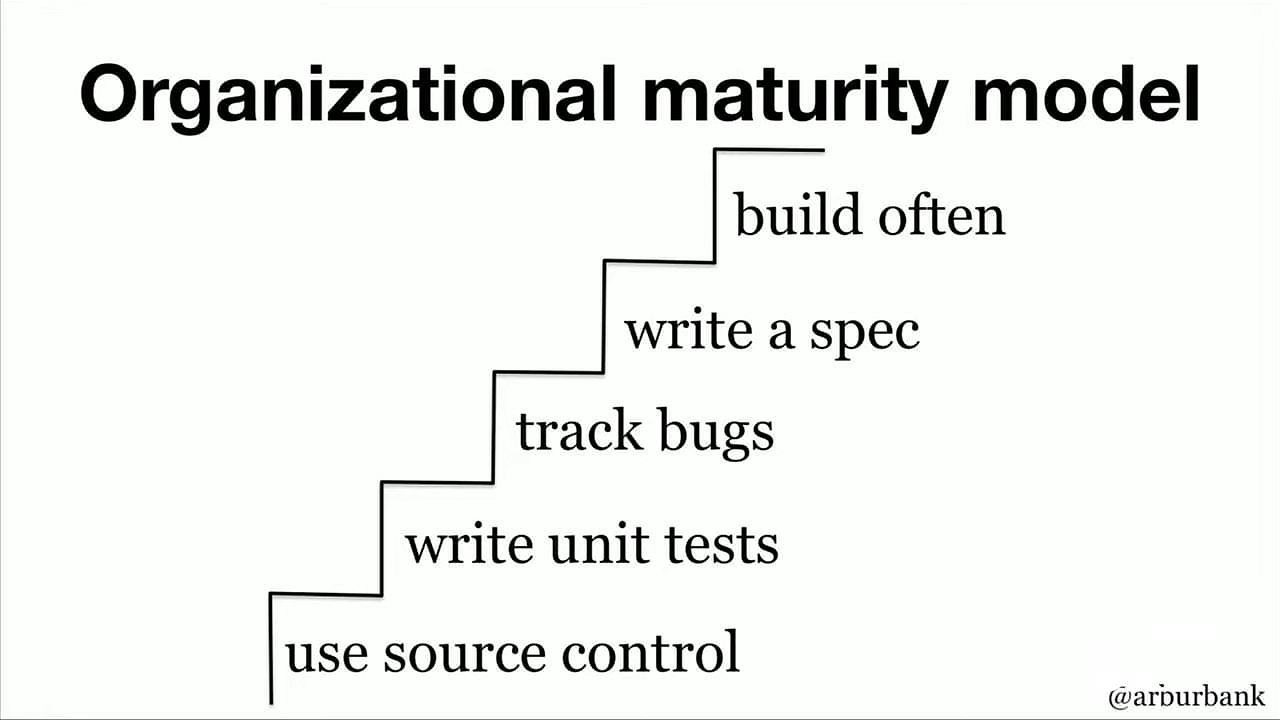 Organizational maturity model
build often
write a spec
track bugs
write unit tests
use source control
@arburbank